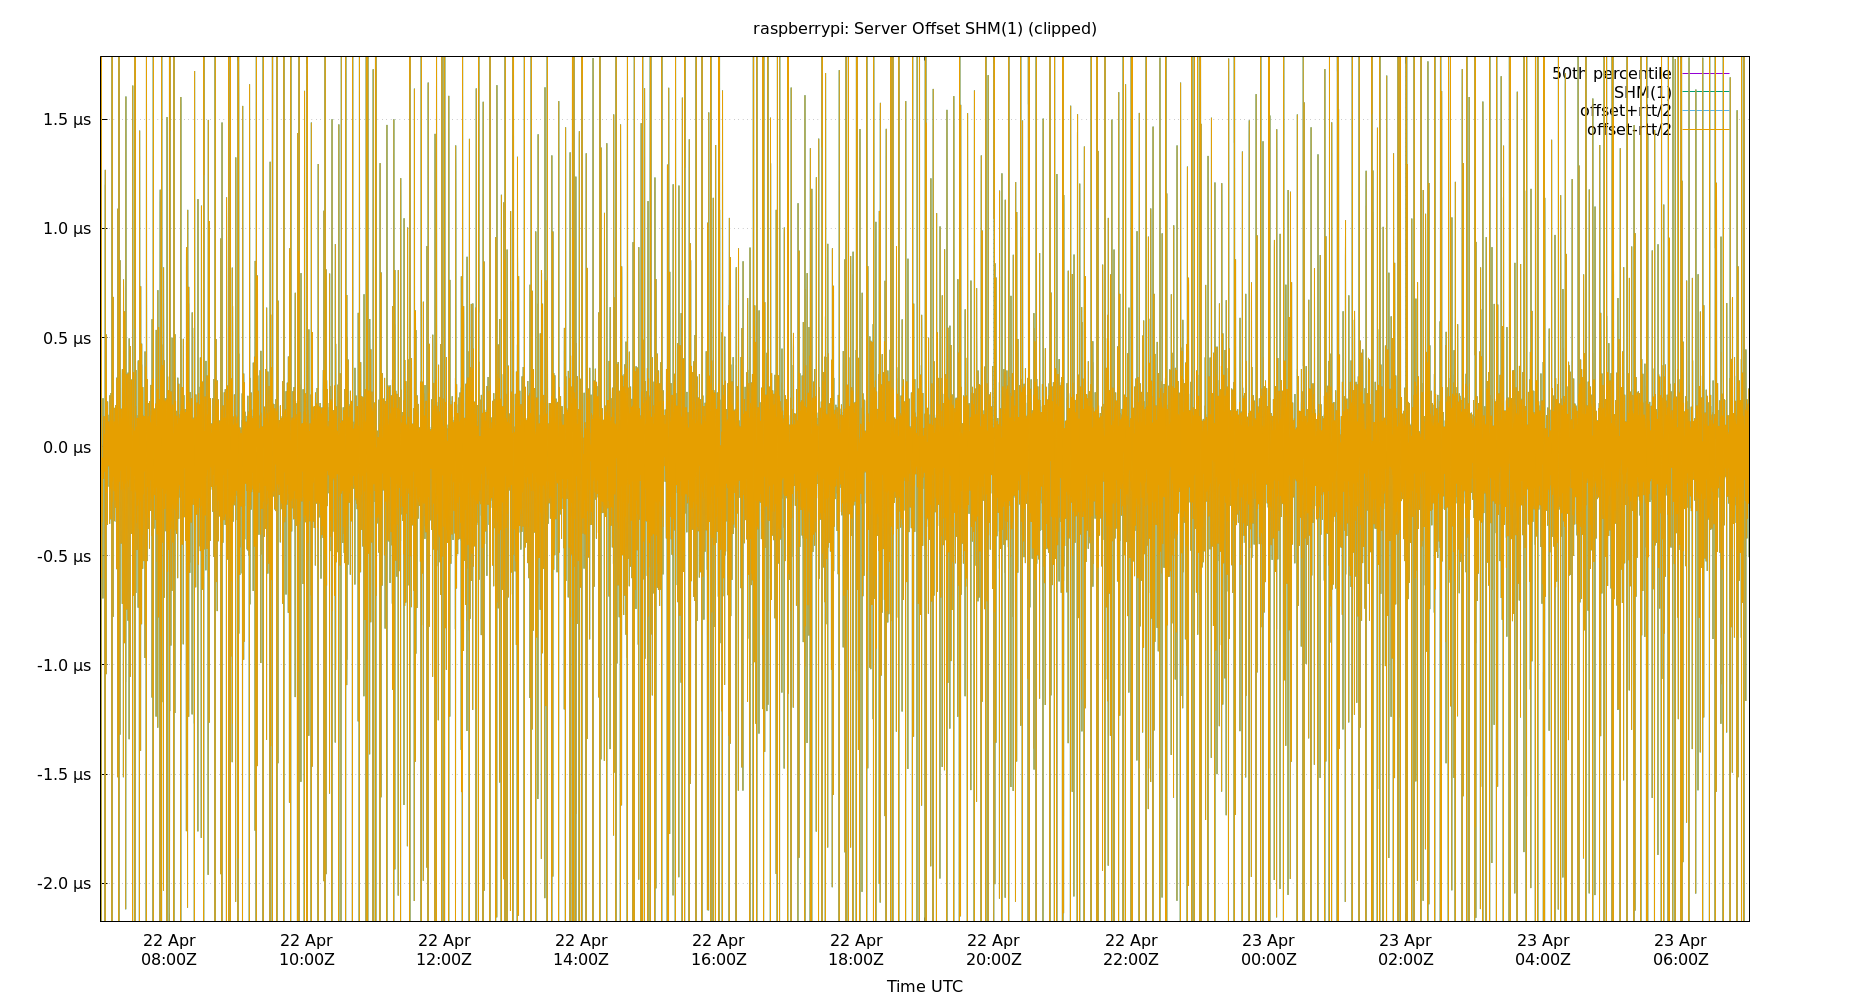 raspberrypi: Server Offset SHM(1) (clipped)
50th percentile
SHM(1)
offset+rtt/2
offset-rtt/2
1.5 µs
1.0 µs
0.5 µs
0.0 µs
-0.5 µs
-1.0 µs
-1.5 µs
-2.0 µs
22 Apr 22 Apr 22 Apr 22 Apr 22 Apr 22 Apr 22 Apr 22 Apr 23 Apr 23 Apr 23 Apr 23 Apr
08:00Z 10:00Z 12:00Z 14:00Z 16:00Z 18:00Z 20:00Z 22:00Z 00:00Z 02:00Z 04:00Z 06:00Z
Time UTC